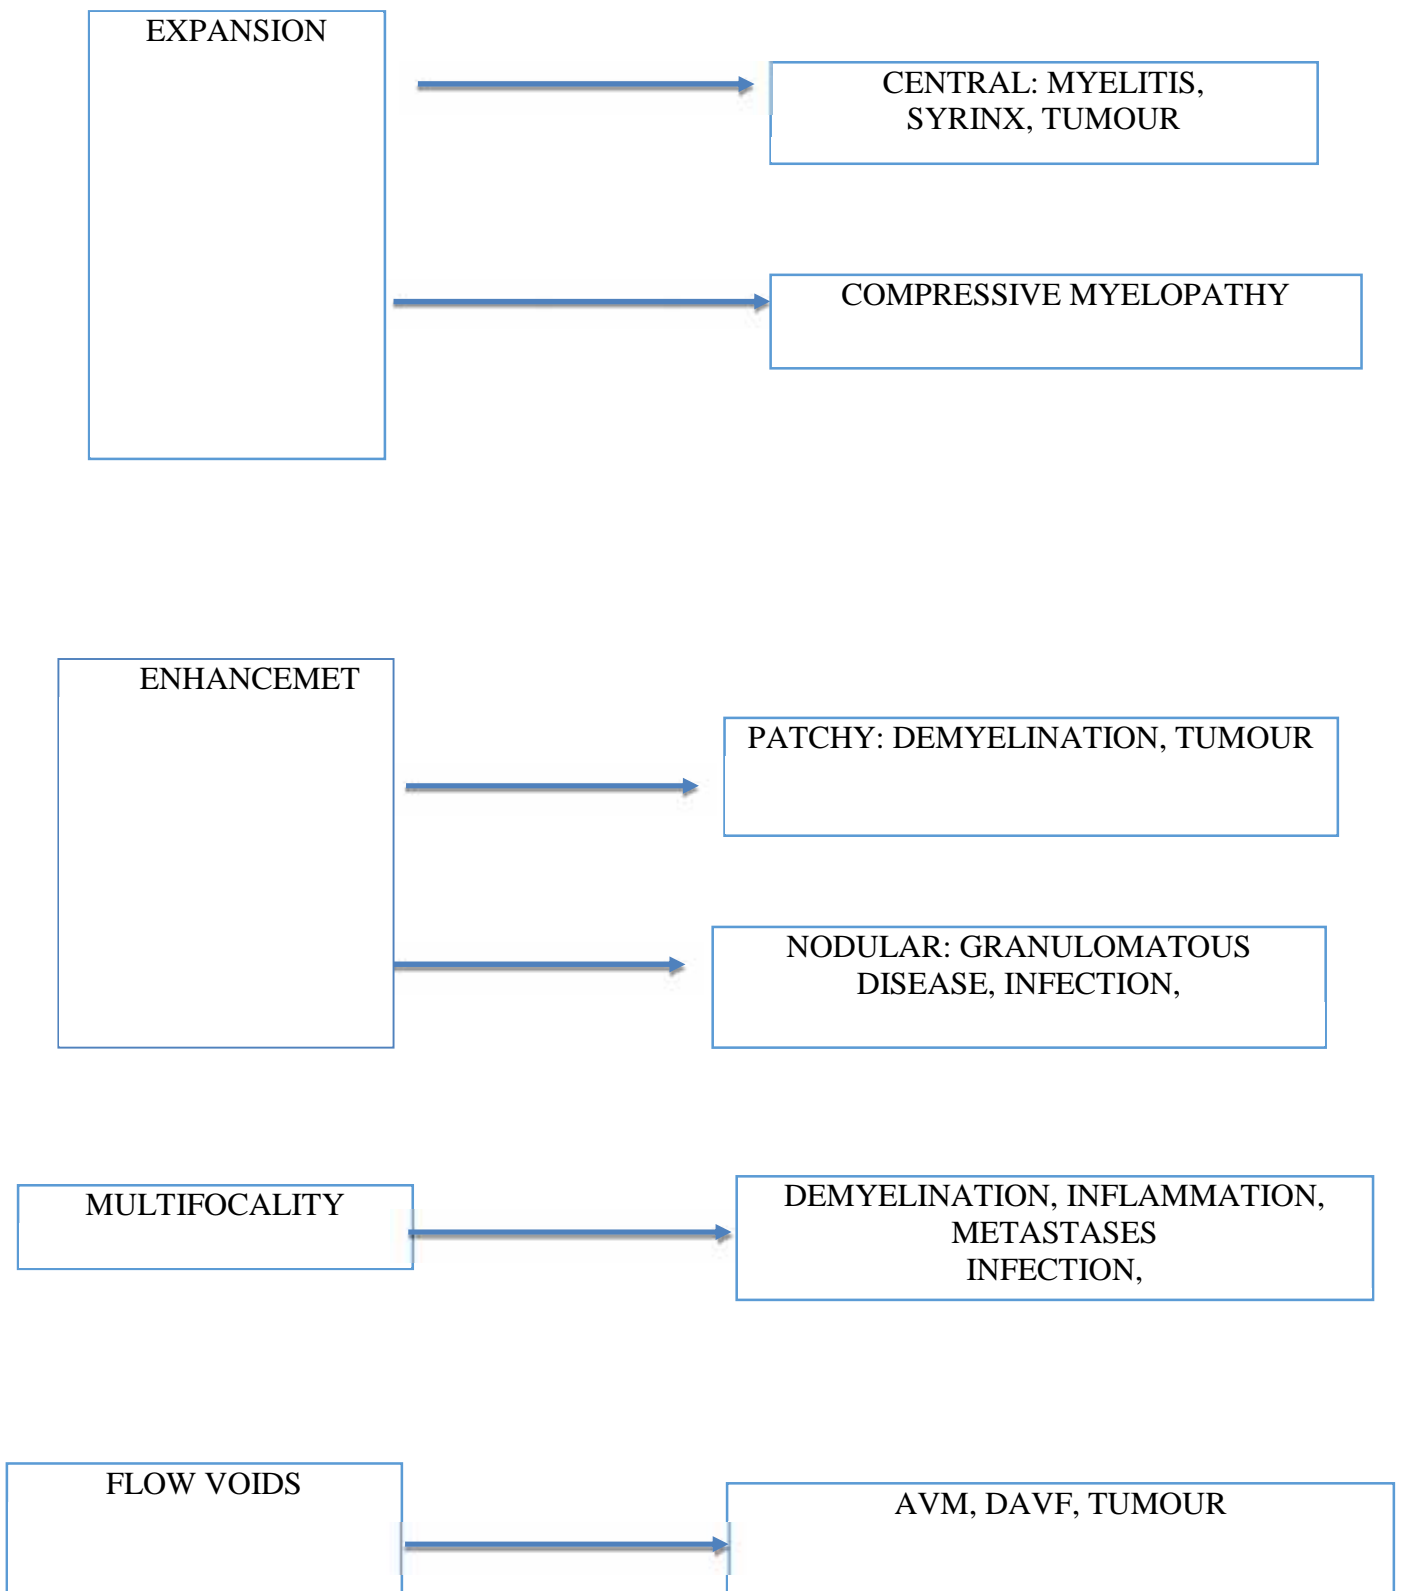 EXPANSION
CENTRAL: MYELITIS,
SYRINX, TUMOUR
COMPRESSIVE MYELOPATHY
ENHANCEMET
PATCHY: DEMYELINATION, TUMOUR
NODULAR: GRANULOMATOUS
DISEASE, INFECTION,
MULTIFOCALITY
DEMYELINATION, INFLAMMATION,
METASTASES
INFECTION,
FLOW VOIDS
AVM, DAVF, TUMOUR